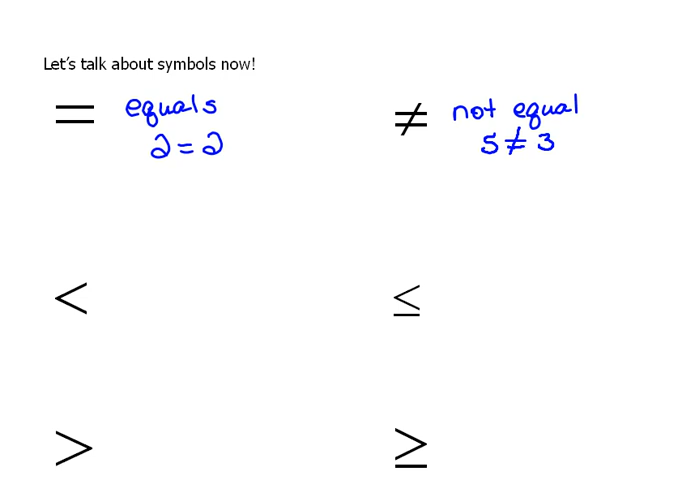 Let's talk about symbols now!
= equals
2 = 2
≠ not equal
5 ≠ 3
<
≤
>
≥